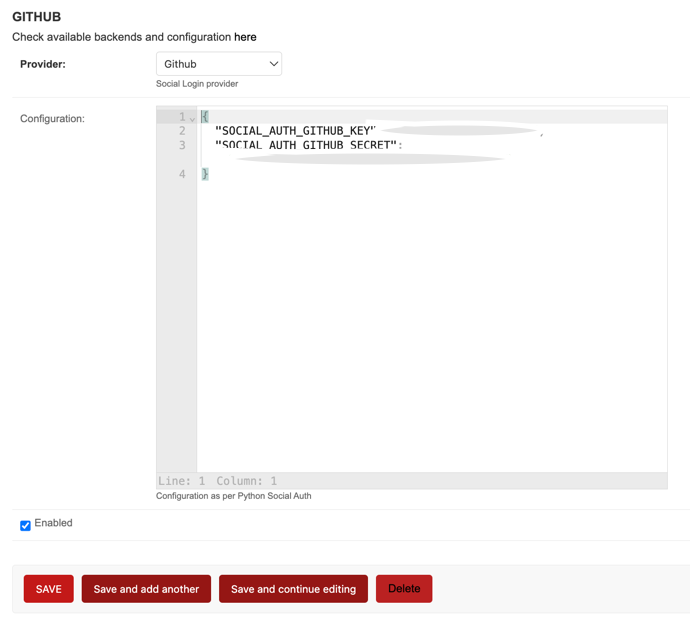 GITHUB
Check available backends and configuration here
Provider:
Github
Social Login provider
Configuration:
1 {
2 "SOCIAL_AUTH_GITHUB_KEY"
3 "SOCIAL_AUTH_GITHUB_SECRET":
4 }
Line: 1 Column: 1
Configuration as per Python Social Auth
Enabled
SAVE Save and add another Save and continue editing Delete